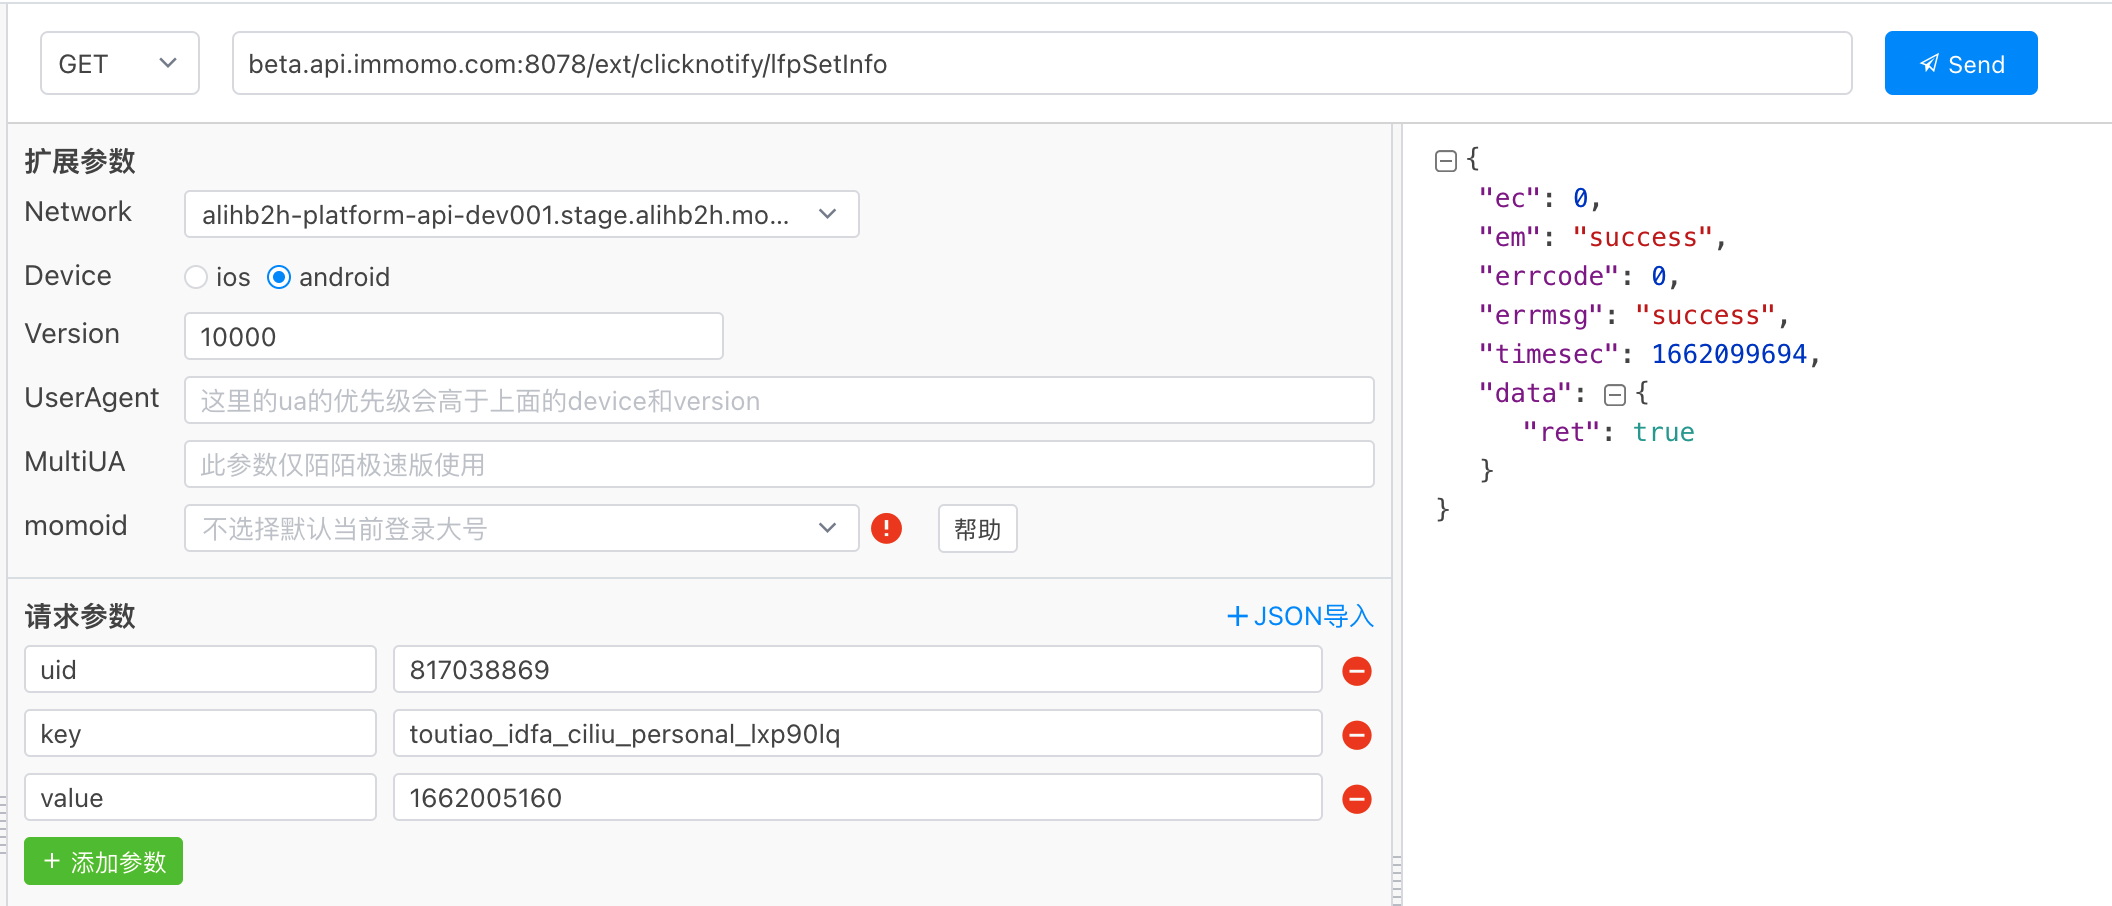 GET
beta.api.immomo.com:8078/ext/clicknotify/lfpSetInfo
Send
扩展参数
Network
alihb2h-platform-api-dev001.stage.alihb2h.mo...
Device
ios
android
Version
10000
UserAgent
这里的ua的优先级会高于上面的device和version
MultiUA
此参数仅陌陌极速版使用
momoid
不选择默认当前登录大号
帮助
请求参数
+JSON导入
uid
817038869
key
toutiao_idfa_ciliu_personal_lxp90lq
value
1662005160
+ 添加参数
{
"ec": 0,
"em": "success",
"errcode": 0,
"errmsg": "success",
"timesec": 1662099694,
"data": {
"ret": true
}
}